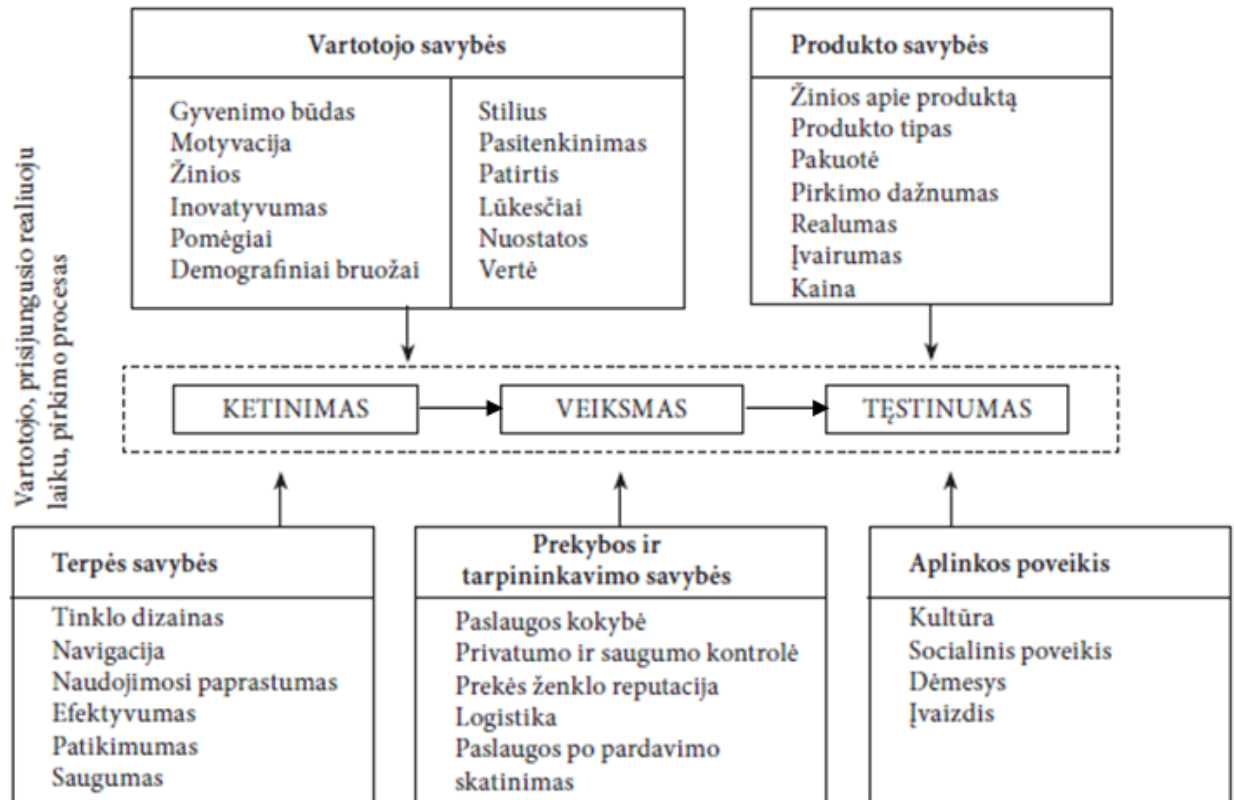 Vartotojo, prisijungusio realiuoju
laiku, pirkimo procesas
Vartotojo savybės
Gyvenimo būdas
Motyvacija
Žinios
Inovatyvumas
Pomėgiai
Demografiniai bruožai
Stilius
Pasitenkinimas
Patirtis
Lūkesčiai
Nuostatos
Vertė
Produkto savybės
Žinios apie produktą
Produkto tipas
Pakuotė
Pirkimo dažnumas
Realumas
Įvairumas
Kaina
KETINIMAS
VEIKSMAS
TĘSTINUMAS
Terpės savybės
Tinklo dizainas
Navigacija
Naudojimosi paprastumas
Efektyvumas
Patikimumas
Saugumas
Prekybos ir
tarpininkavimo savybės
Paslaugos kokybė
Privatumo ir saugumo kontrolė
Prekės ženklo reputacija
Logistika
Paslaugos po pardavimo
skatinimas
Aplinkos poveikis
Kultūra
Socialinis poveikis
Dėmesys
Įvaizdis